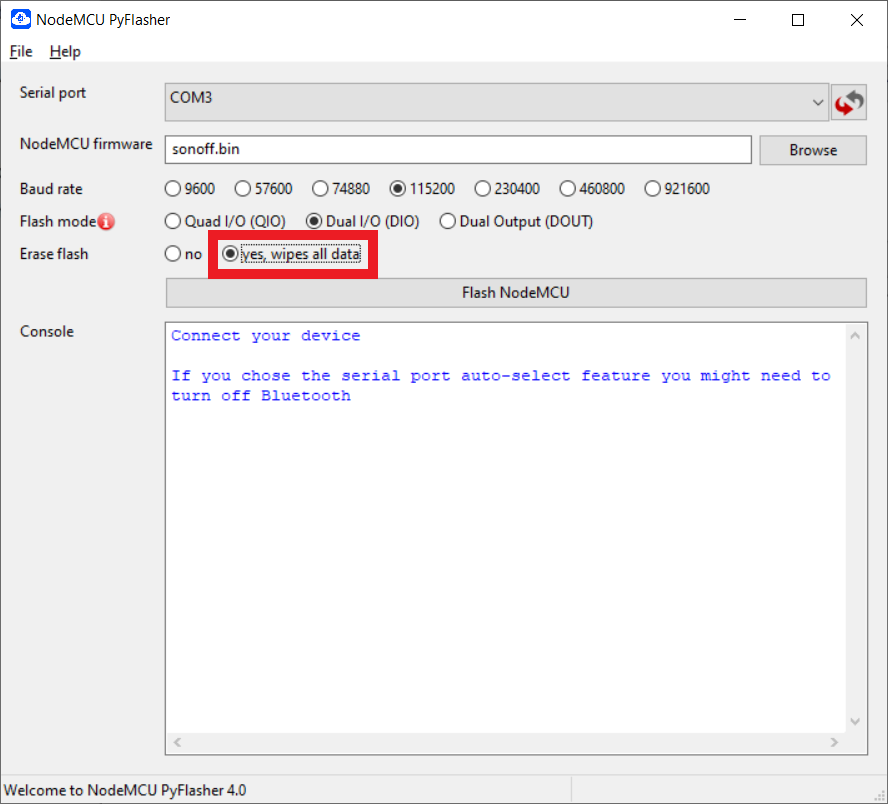 NodeMCU PyFlasher
File Help
Serial port COM3
NodeMCU firmware sonoff.bin Browse
Baud rate 9600 57600 74880 115200 230400 460800 921600
Flash mode Quad I/O (QIO) Dual I/O (DIO) Dual Output (DOUT)
Erase flash no yes, wipes all data
Flash NodeMCU
Console
Connect your device
If you chose the serial port auto-select feature you might need to
turn off Bluetooth
Welcome to NodeMCU PyFlasher 4.0